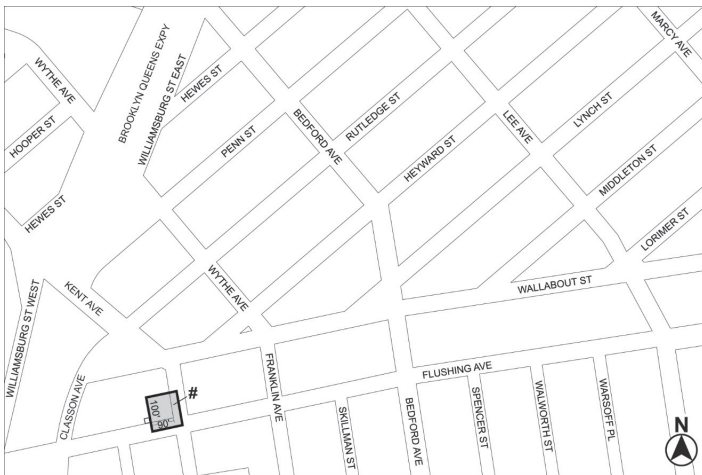 MARCY AVE
WYTHE AVE
BROOKLYN QUEENS EXPY
WILLIAMSBURG ST EAST
HEWES ST
HOOPER ST
PENN ST
BEDFORD AVE
RUTLEDGE ST
LEE AVE
LYNCH ST
HEYWARD ST
MIDDLETON ST
HEWES ST
LORIMER ST
WILLIAMSBURG ST WEST
KENT AVE
WYTHE AVE
WALLABOUT ST
FRANKLIN AVE
FLUSHING AVE
CLASSON AVE
#
100'
90'
SKILLMAN ST
BEDFORD AVE
SPENCER ST
WALWORTH ST
WARSOFF PL
N